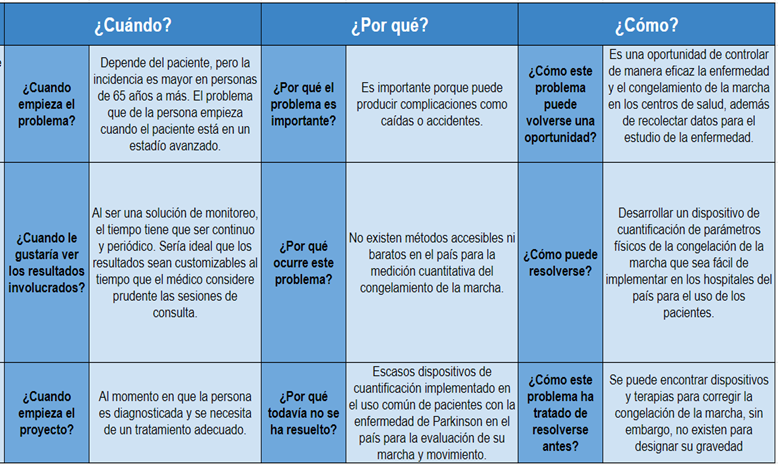 ¿Cuándo?
¿Por qué?
¿Cómo?
¿Cuando
empieza el
problema?
Depende del paciente, pero la
incidencia es mayor en personas
de 65 años a más. El problema
que de la persona empieza
cuando el paciente está en un
estadío avanzado.
¿Por qué el
problema es
importante?
Es importante porque puede
producir complicaciones como
caídas o accidentes.
¿Cómo este
problema
puede
volverse una
oportunidad?
Es una oportunidad de controlar
de manera eficaz la enfermedad
y el congelamiento de la marcha
en los centros de salud, además
de recolectar datos para el
estudio de la enfermedad.
¿Cuando le
gustaría ver
los resultados
involucrados?
Al ser una solución de monitoreo,
el tiempo tiene que ser continuo
y periódico. Sería ideal que los
resultados sean customizables al
tiempo que el médico considere
prudente las sesiones de
consulta.
¿Por qué
ocurre este
problema?
No existen métodos accesibles ni
baratos en el país para la
medición cuantitativa del
congelamiento de la marcha.
¿Cómo puede
resolverse?
Desarrollar un dispositivo de
cuantificación de parámetros
físicos de la congelación de la
marcha que sea fácil de
implementar en los hospitales del
país para el uso de los
pacientes.
¿Cuando
empieza el
proyecto?
Al momento en que la persona
es diagnosticada y se necesita
de un tratamiento adecuado.
¿Por qué
todavía no se
ha resuelto?
Escasos dispositivos de
cuantificación implementado en
el uso común de pacientes con la
enfermedad de Parkinson en el
país para la evaluación de su
marcha y movimiento.
¿Cómo este
problema ha
tratado de
resolverse
antes?
Se puede encontrar dispositivos
y terapias para corregir la
congelación de la marcha, sin
embargo, no existen para
designar su gravedad